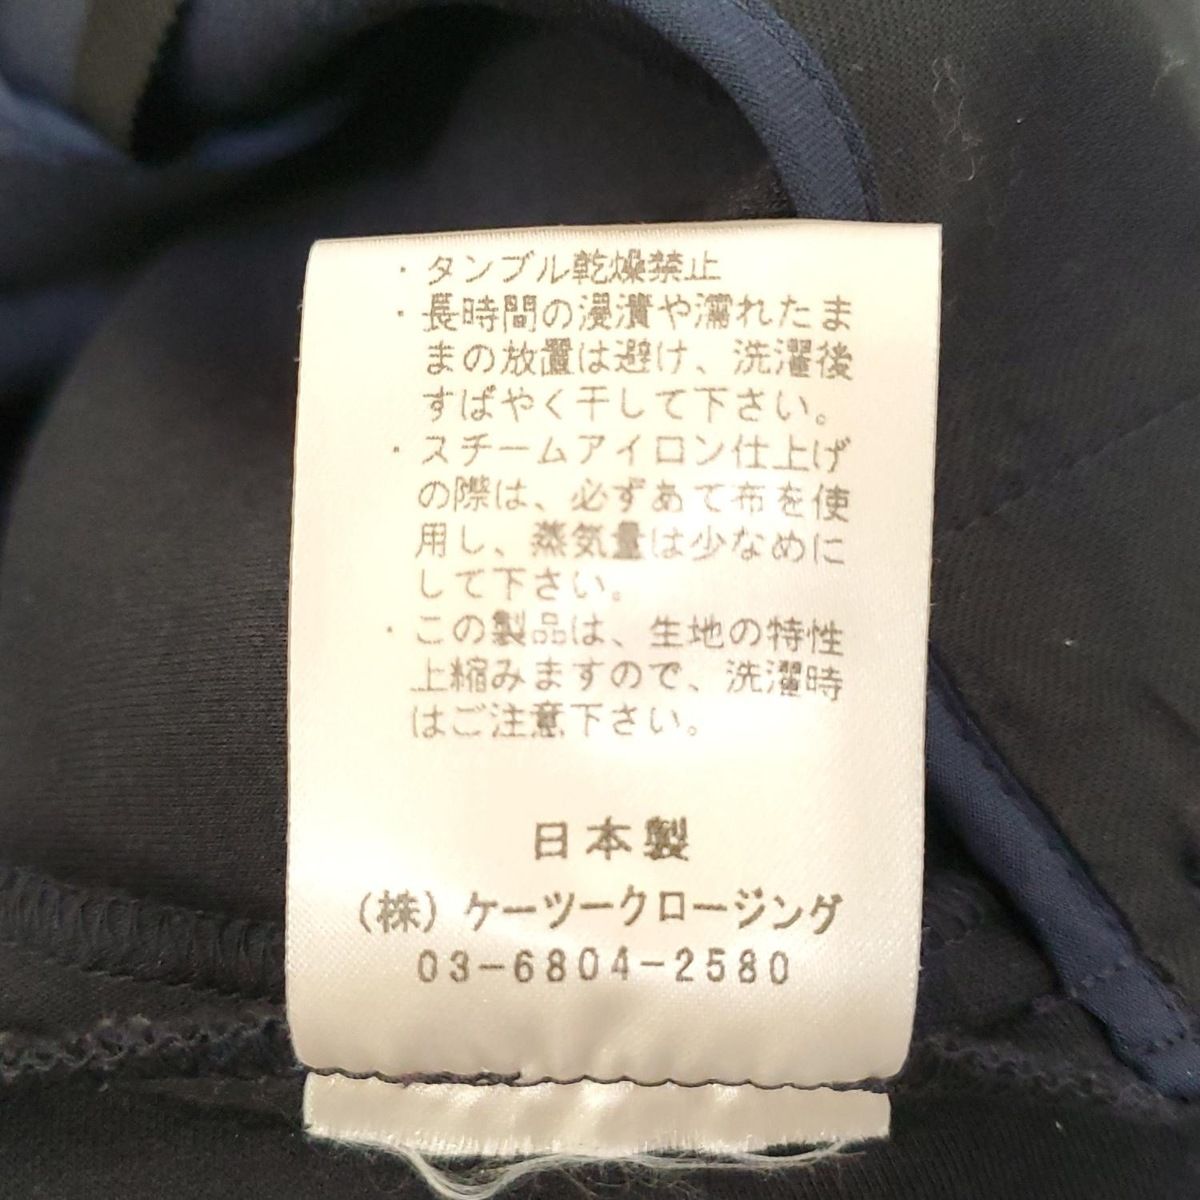 ・タンブル乾燥禁止
・長時間の浸漬や濡れたま
まの放置は避け、洗濯後
すばやく干して下さい。
・スチームアイロン仕上げ
の際は、必ずあて布を使
用し、蒸気量は少なめに
して下さい。
・この製品は、生地の特性
上縮みますので、洗濯時
はご注意下さい。
日本製
(株)ケーツークロージング
03-6804-2580